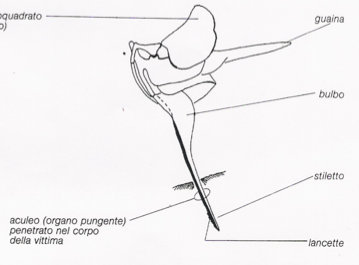 oquadrato
o)
guaina
bulbo
stiletto
aculeo (organo pungente)
penetrato nel corpo
della vittima
lancette